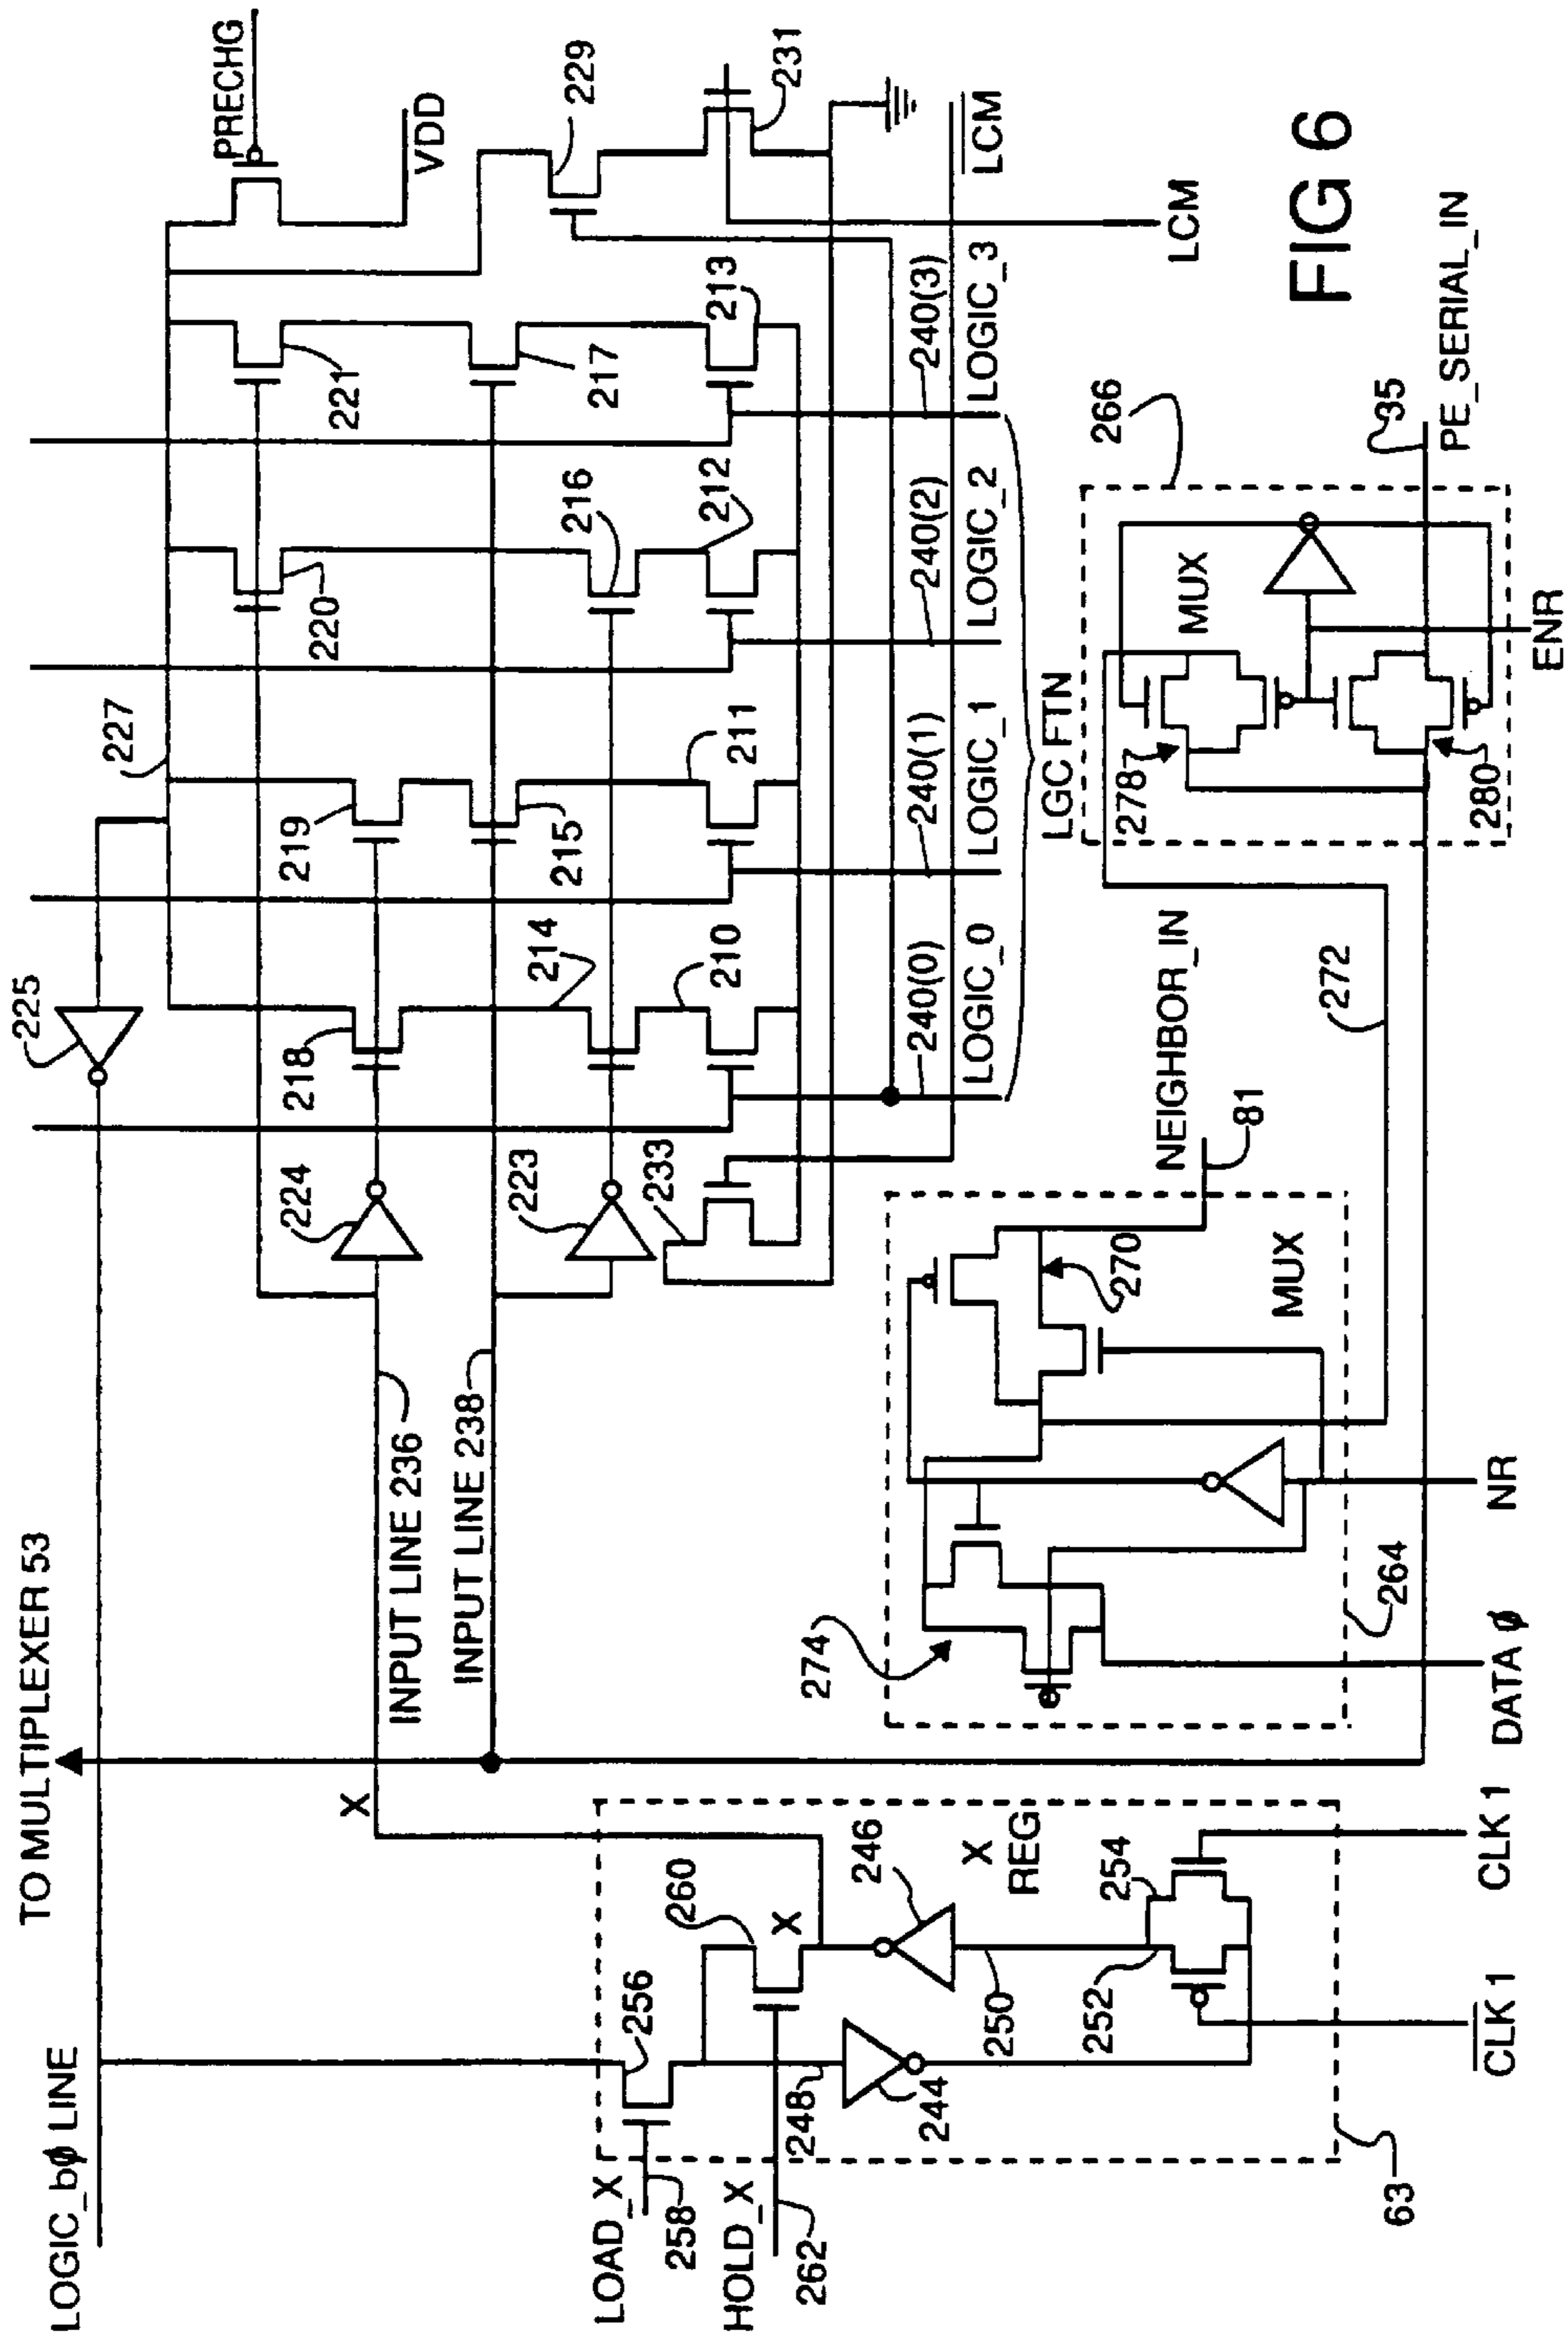 TO MULTIPLEXER 53
LOGIC_bφ LINE
225
227
PRECHG
VDD
X
224
218
219
220
221
229
INPUT LINE 236
INPUT LINE 238
223
214
215
216
217
233
210
211
212
213
231
240(0)
240(1)
240(2)
240(3)
LOGIC_0
LOGIC_1
LOGIC_2
LOGIC_3
LCM
LCM
LGC FTN
LOAD_X
258
256
260
X
HOLD_X
262
248
244
246
X
REG
250
252
254
63
CLK 1
CLK 1
274
270
MUX
264
DATA φ
NR
NEIGHBOR_IN
81
272
278
280
MUX
266
ENR
35
PE_SERIAL_IN
FIG 6